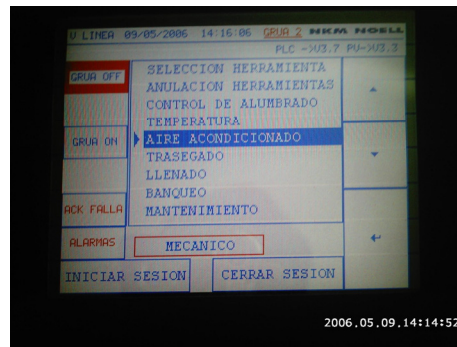 V LINEA 09/05/2006 14:16:06 GRUA 2 NKM NOELL
PLC ->V3.7 PV->V3.3
GRUA OFF
GRUA ON
ACK FALLA
ALARMAS
SELECCION HERRAMIENTA
ANULACION HERRAMIENTAS
CONTROL DE ALUMBRADO
TEMPERATURA
AIRE ACONDICIONADO
TRASEGADO
LLENADO
BANQUEO
MANTENIMIENTO
MECANICO
INICIAR SESION
CERRAR SESION
2006.05.09.14:14:52